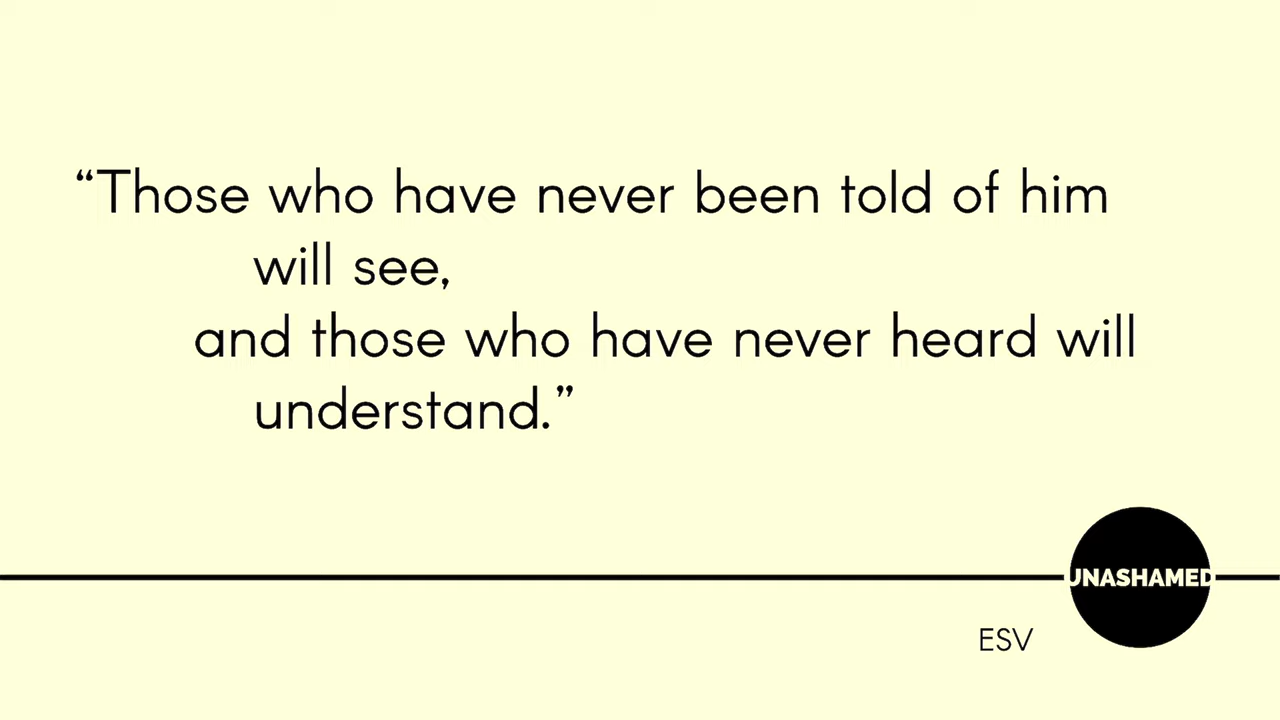 “Those who have never been told of him
will see,
and those who have never heard will
understand.”
UNASHAMED
ESV